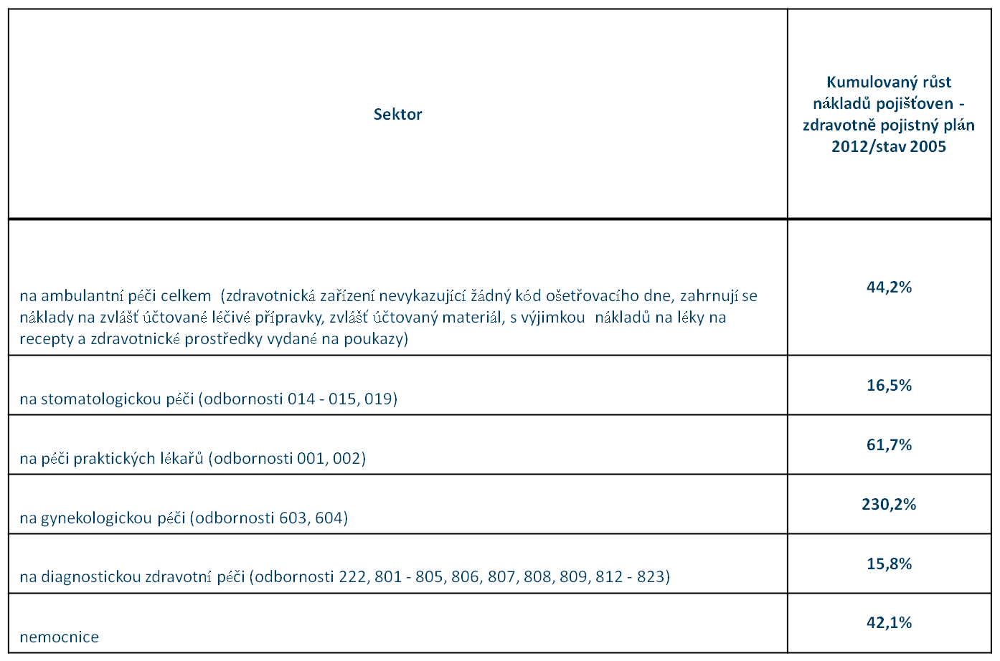 Sektor
Kumulovaný růst
nákladů pojišťoven -
zdravotně pojistný plán
2012/stav 2005
na ambulantní péči celkem  (zdravotnická zařízení nevykazující žádný kód ošetřovacího dne, zahrnují se
náklady na zvlášť účtované léčivé přípravky, zvlášť účtovaný materiál, s výjimkou  nákladů na léky na
recepty a zdravotnické prostředky vydané na poukazy)
44,2%
na stomatologickou péči (odbornosti 014 - 015, 019)
16,5%
na péči praktických lékařů (odbornosti 001, 002)
61,7%
na gynekologickou péči (odbornosti 603, 604)
230,2%
na diagnostickou zdravotní péči (odbornosti 222, 801 - 805, 806, 807, 808, 809, 812 - 823)
15,8%
nemocnice
42,1%